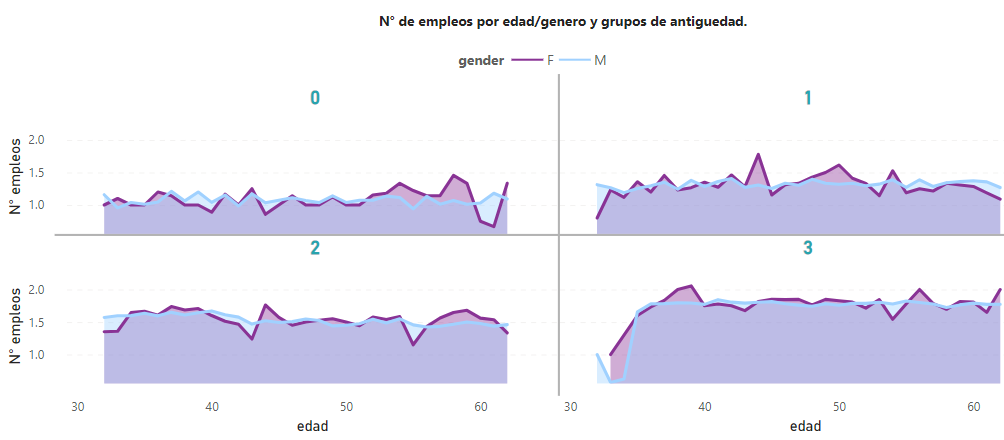 N° de empleos por edad/genero y grupos de antiguedad.
gender F M
0
1
N° empleos
2.0
1.5
1.0
2
3
N° empleos
2.0
1.5
1.0
30 40 50 60
30 40 50 60
edad
edad